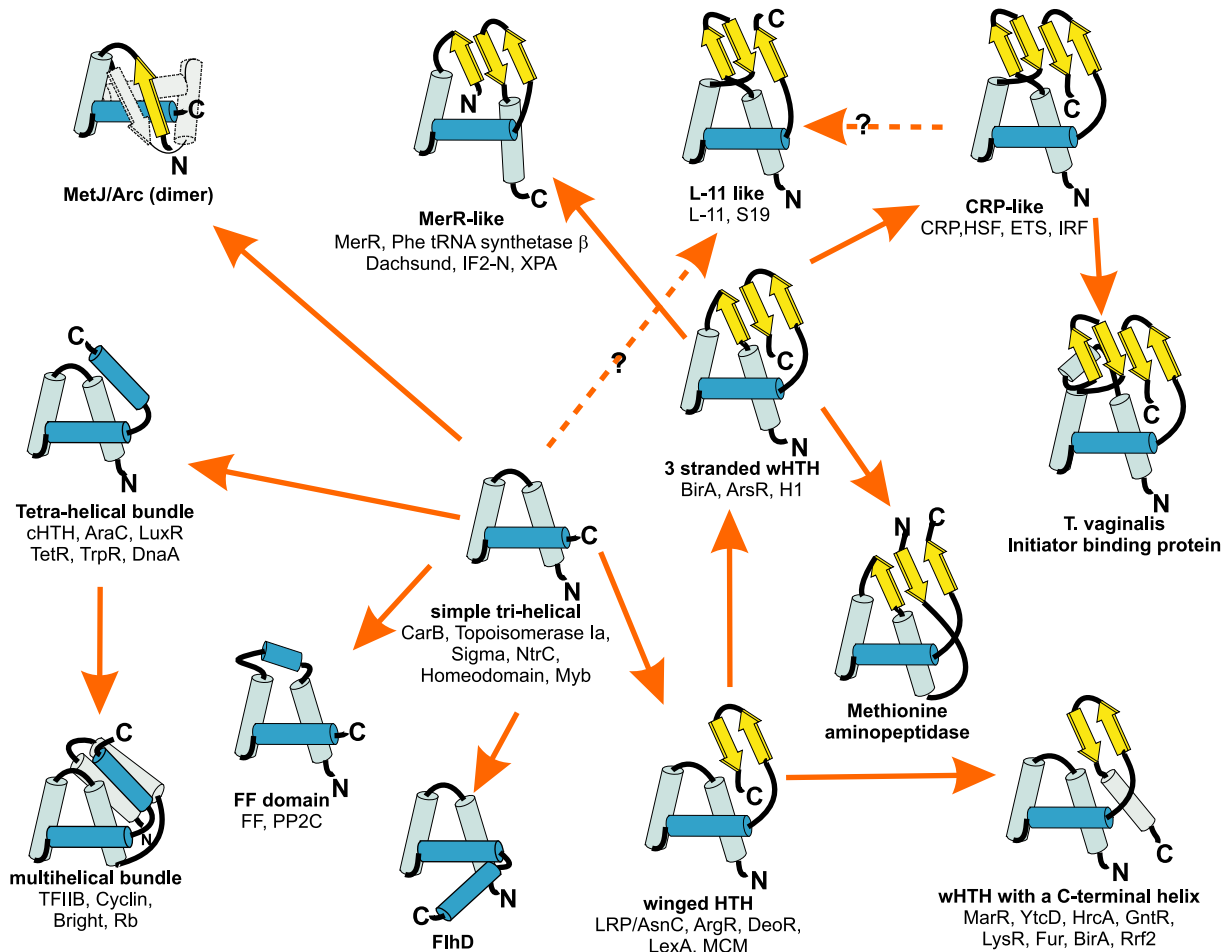 C
N
MetJ/Arc (dimer)
N
C
MerR-like
MerR, Phe tRNA synthetase β
Dachsund, IF2-N, XPA
C
N
L-11 like
L-11, S19
?
C
N
CRP-like
CRP,HSF, ETS, IRF
C
N
Tetra-helical bundle
cHTH, AraC, LuxR
TetR, TrpR, DnaA
?
C
N
3 stranded wHTH
BirA, ArsR, H1
C
N
T. vaginalis
Initiator binding protein
C
N
simple tri-helical
CarB, Topoisomerase Ia,
Sigma, NtrC,
Homeodomain, Myb
N
C
Methionine
aminopeptidase
C
N
FF domain
FF, PP2C
C
N
multihelical bundle
TFIIB, Cyclin,
Bright, Rb
N
C
FlhD
C
N
winged HTH
LRP/AsnC, ArgR, DeoR,
LexA, MCM
C
N
wHTH with a C-terminal helix
MarR, YtcD, HrcA, GntR,
LysR, Fur, BirA, Rrf2